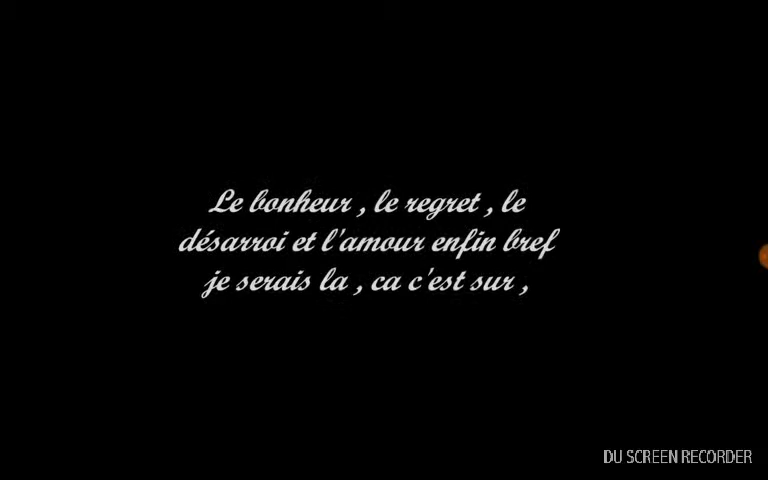 Le bonheur , le regret , le
désarroi et l'amour enfin bref
je serais la , ca c'est sur ,
DU SCREEN RECORDER